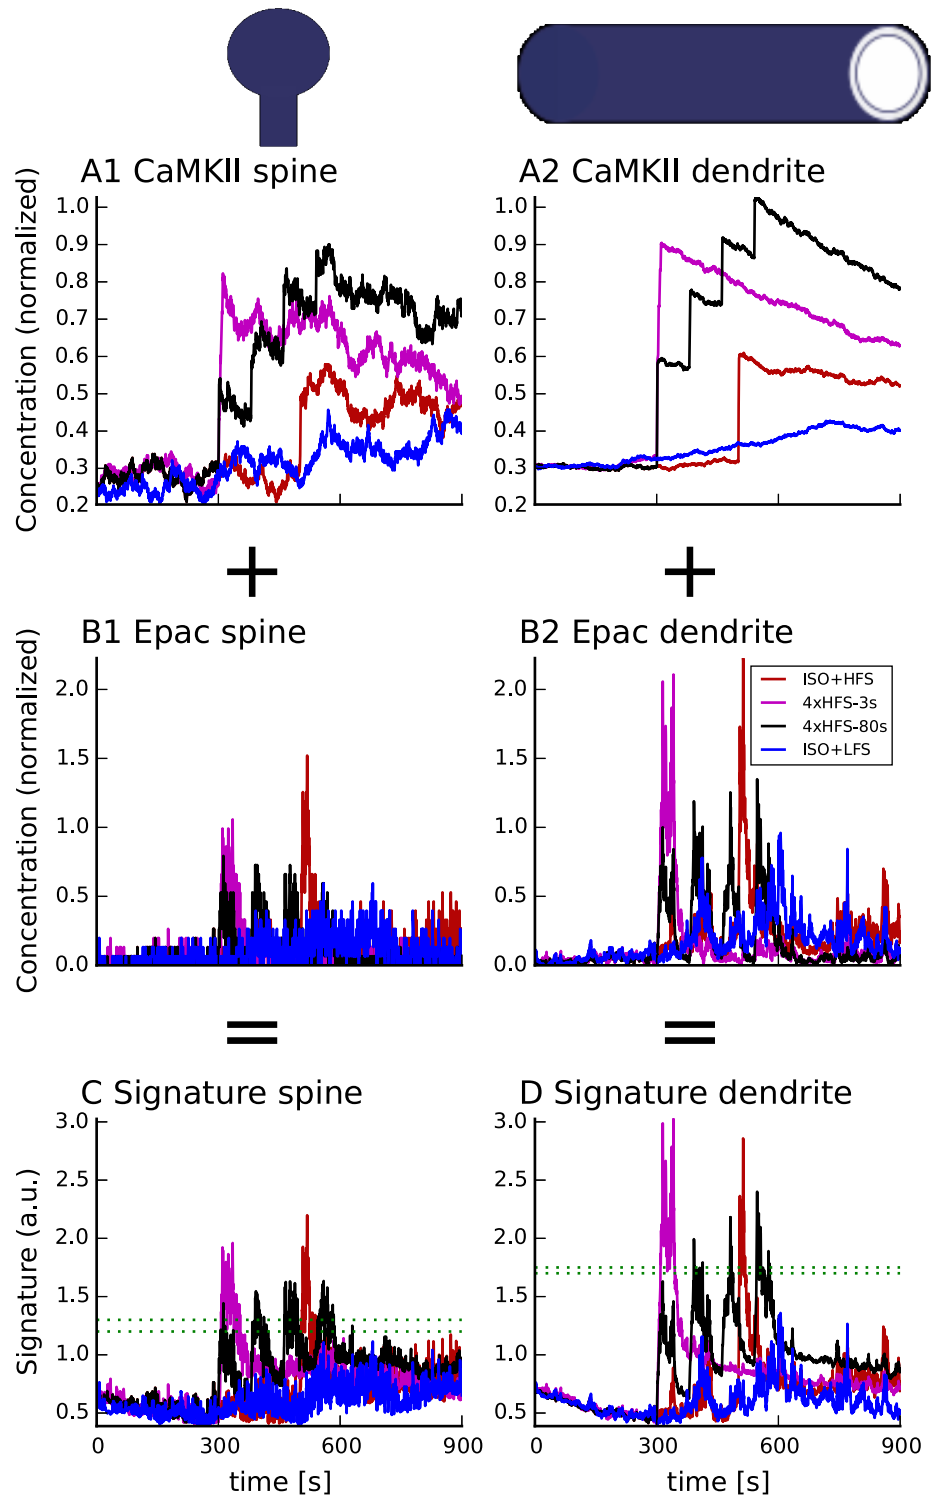 A1 CaMKII spine
A2 CaMKII dendrite
Concentration (normalized)
1.0
0.9
0.8
0.7
0.6
0.5
0.4
0.3
0.2
1.0
0.9
0.8
0.7
0.6
0.5
0.4
0.3
0.2
+
+
B1 Epac spine
B2 Epac dendrite
Concentration (normalized)
2.0
1.5
1.0
0.5
0.0
2.0
1.5
1.0
0.5
0.0
ISO+HFS
4xHFS-3s
4xHFS-80s
ISO+LFS
=
=
C Signature spine
D Signature dendrite
Signature (a.u.)
3.0
2.5
2.0
1.5
1.0
0.5
3.0
2.5
2.0
1.5
1.0
0.5
0 300 600 900
0 300 600 900
time [s]
time [s]